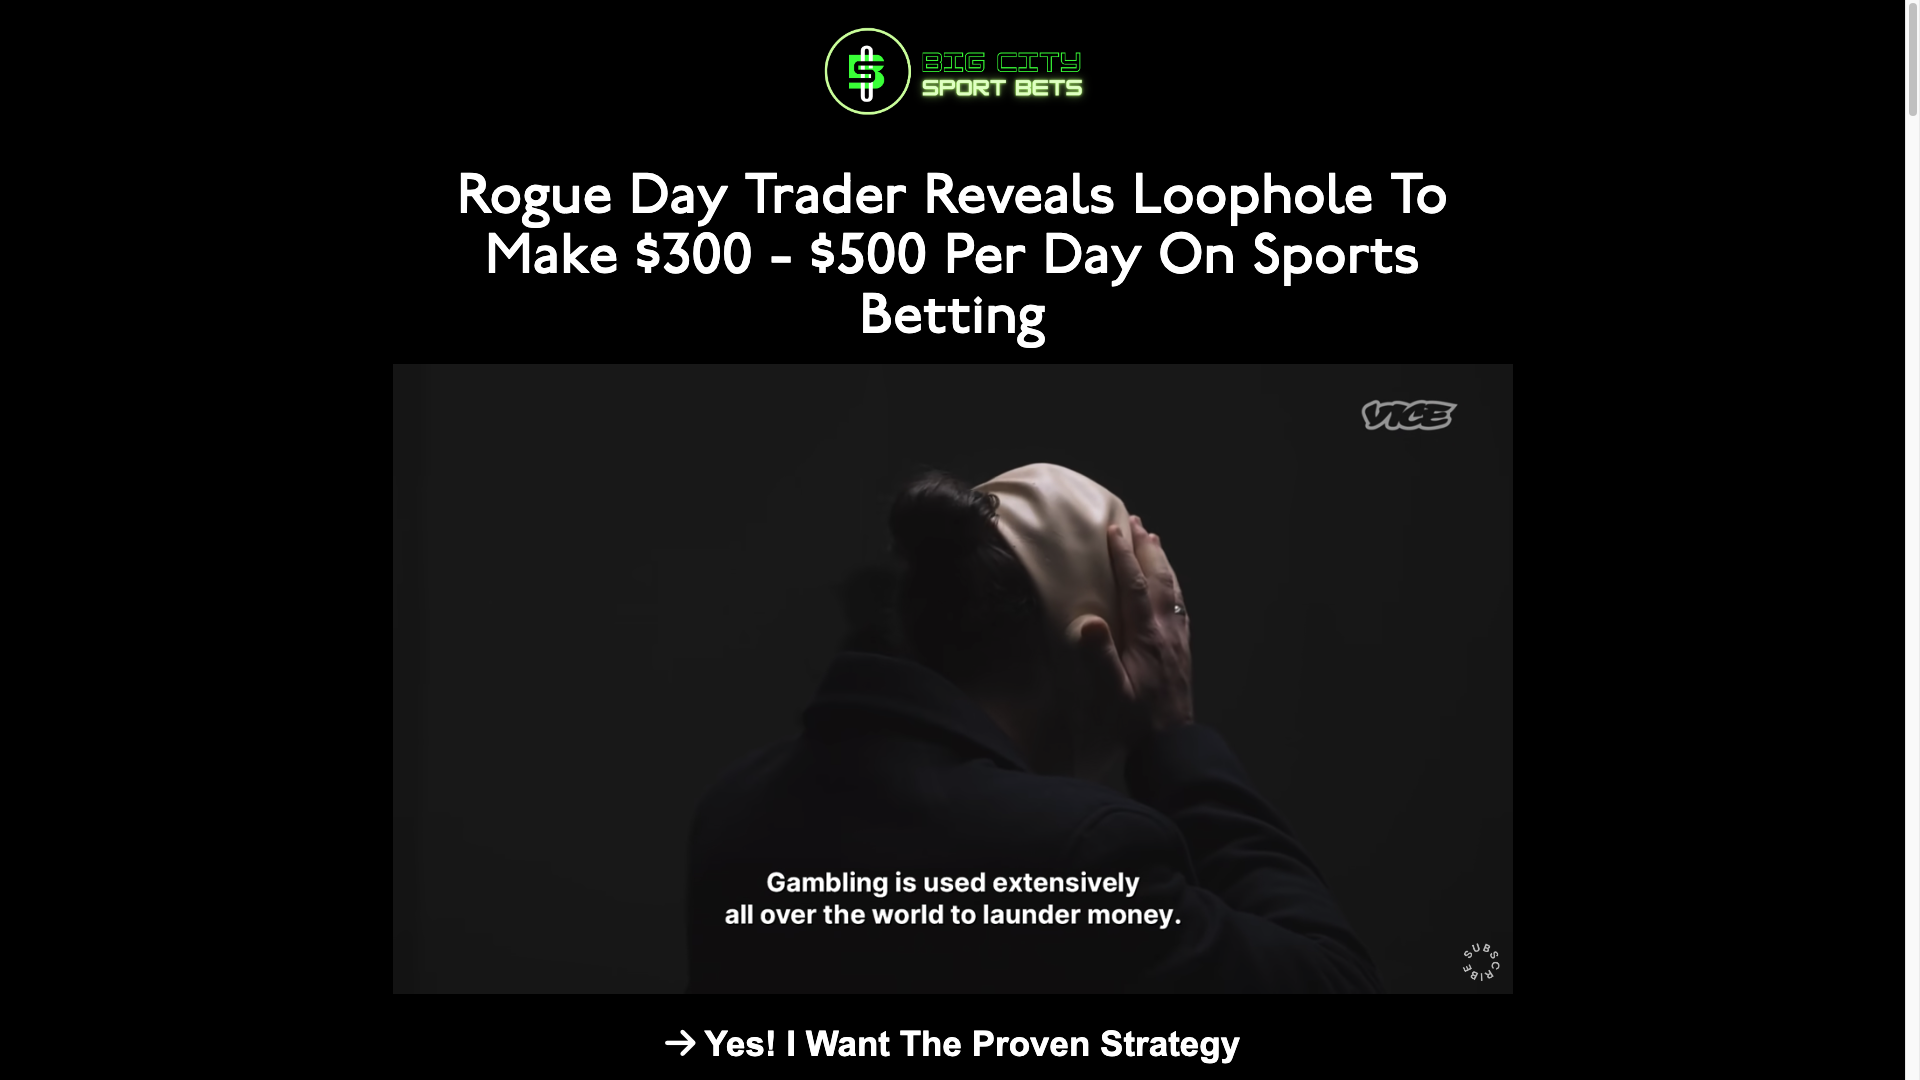 BIG CITY
SPORT BETS
Rogue Day Trader Reveals Loophole To
Make $300 - $500 Per Day On Sports
Betting
VICE
Gambling is used extensively
all over the world to launder money.
SUBSCRIBE
→ Yes! I Want The Proven Strategy